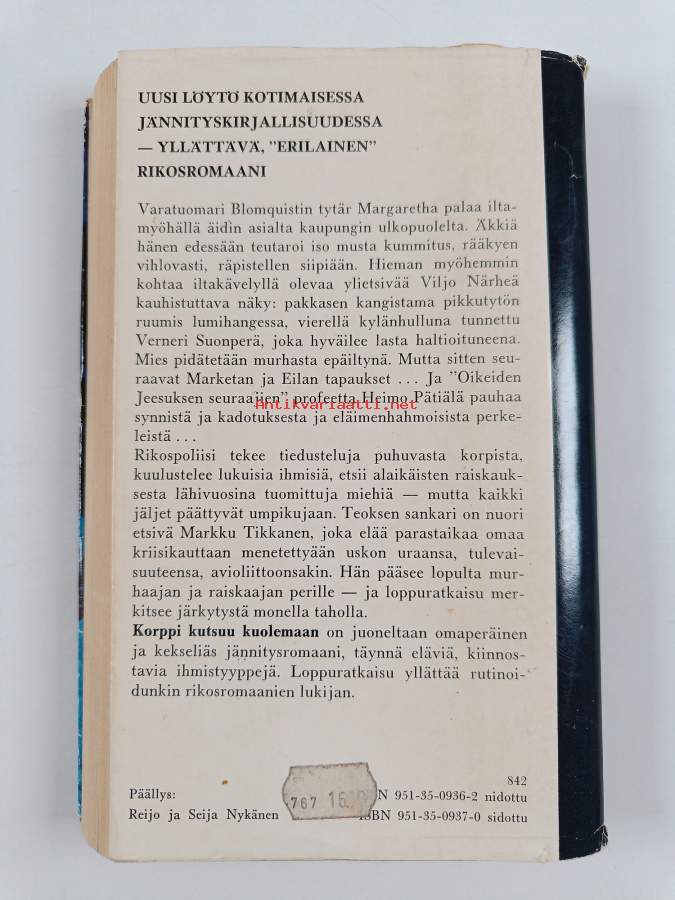 UUSI LÖYTÖ KOTIMAISESSA
JÄNNITYSKIRJALLISUUDESSA
— YLLÄTTÄVÄ, ”ERILAINEN”
RIKOSROMAANI
Varatuomari Blomquistin tytär Margaretha palaa ilta-
myöhällä äidin asialta kaupungin ulkopuolelta. Äkkiä
hänen edessään teutaroi iso musta kummitus, rääkyen
vihlovasti, räpistellen siipiään. Hieman myöhemmin
kohtaa iltakävelyllä olevaa ylietsivää Viljo Närheä
kauhistuttava näky: pakkasen kangistama pikkutytön
ruumis lumihangessa, vierellä kylänhulluna tunnettu
Verneri Suonperä, joka hyväilee lasta haltioituneena.
Mies pidätetään murhasta epäiltynä. Mutta sitten seu-
raavat Marketan ja Eilan tapaukset . . . Ja ”Oikeiden
Jeesuksen seuraajien” profeetta Heimo Pätiälä pauhaa
Antikvariaatti.net
synnistä ja kadotuksesta ja eläimenhahmoisista perke-
leistä . . .
Rikospoliisi tekee tiedusteluja puhuvasta korpista,
kuulustelee lukuisia ihmisiä, etsii alaikäisten raiskauk-
sesta lähivuosina tuomittuja miehiä — mutta kaikki
jäljet päättyvät umpikujaan. Teoksen sankari on nuori
etsivä Markku Tikkanen, joka elää parastaikaa omaa
kriisikauttaan menetettyään uskon uraansa, tulevai-
suuteensa, avioliittoonsakin. Hän pääsee lopulta mur-
haajan ja raiskaajan perille — ja loppuratkaisu mer-
kitsee järkytystä monella taholla.
Korppi kutsuu kuolemaan on juoneltaan omaperäinen
ja kekseliäs jännitysromaani, täynnä eläviä, kiinnos-
tavia ihmistyyppejä. Loppuratkaisu yllättää rutinoi-
dunkin rikosromaanien lukijan.
842
Päällys:
N 951-35-0936-2 nidottu
Reijo ja Seija Nykänen
767
ISBN 951-35-0937-0 sidottu